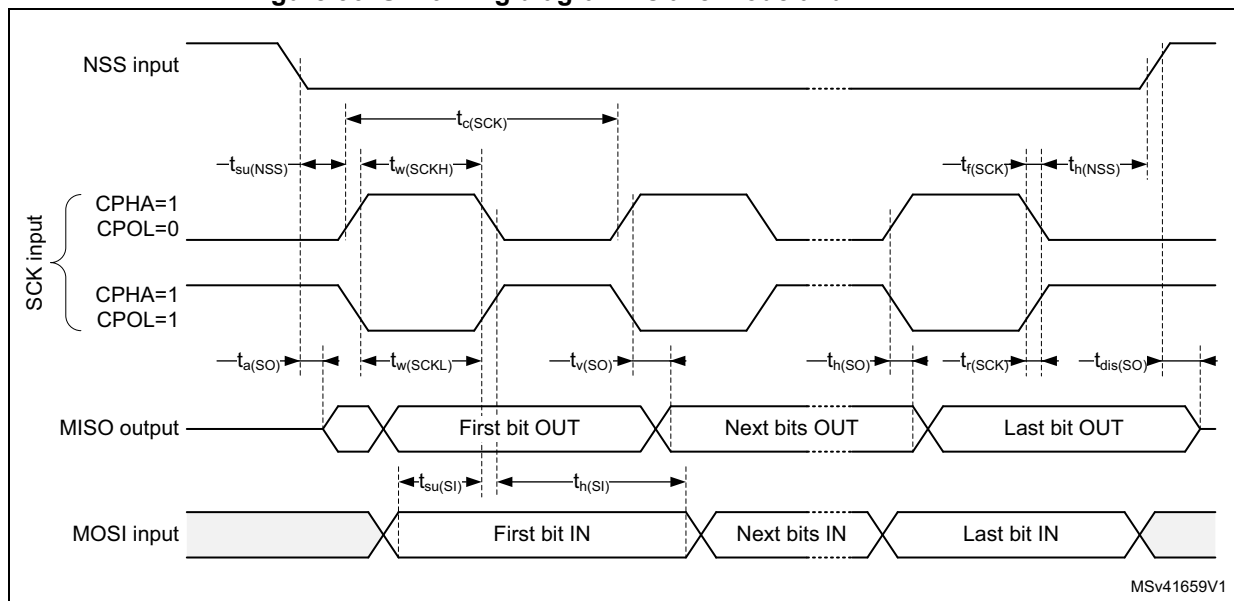 NSS input
tc(SCK)
tsu(NSS) tw(SCKH) tf(SCK) th(NSS)
SCK input
CPHA=1
CPOL=0
CPHA=1
CPOL=1
ta(SO) tw(SCKL) tv(SO) th(SO) tr(SCK) tdis(SO)
MISO output First bit OUT Next bits OUT Last bit OUT
tsu(SI) th(SI)
MOSI input First bit IN Next bits IN Last bit IN
MSv41659V1